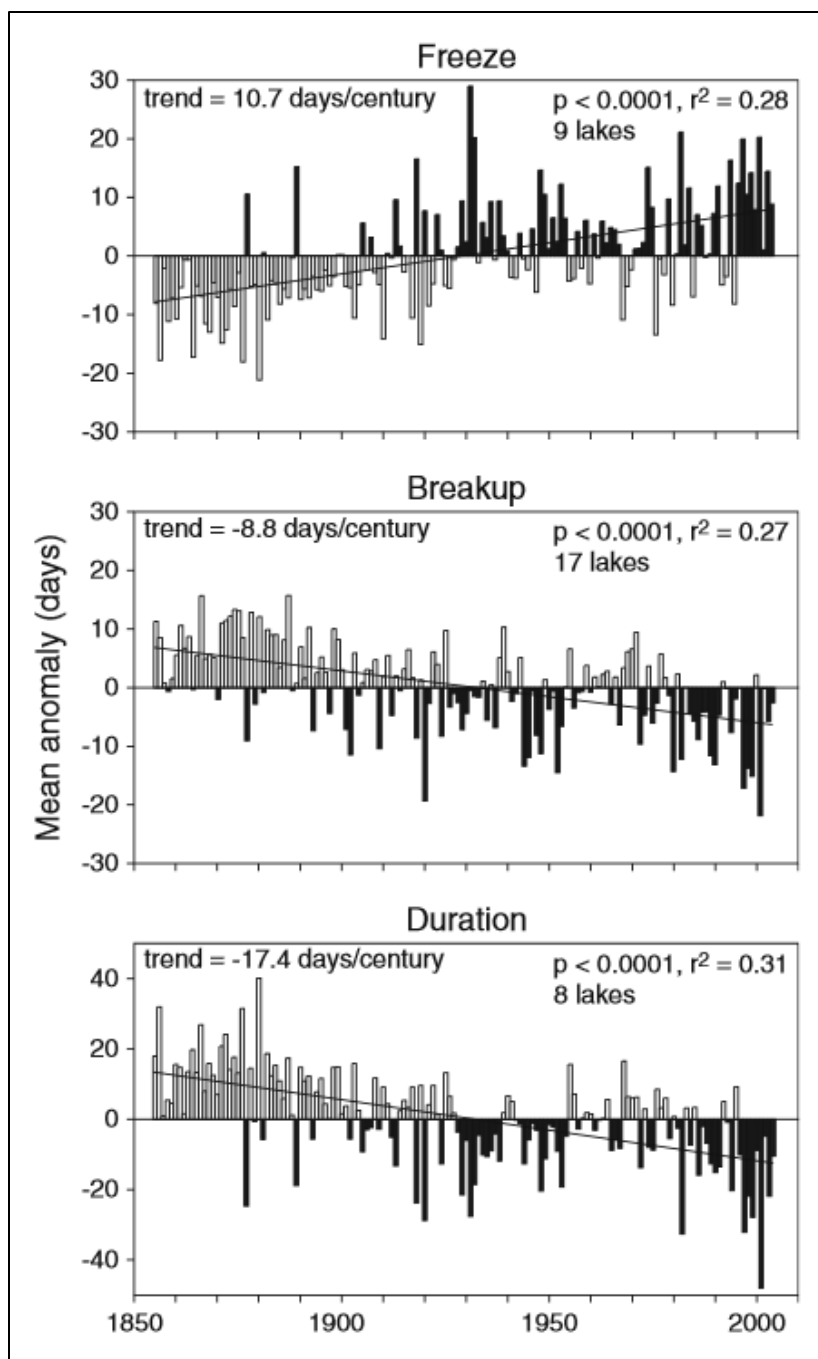 Freeze
30
20
10
0
-10
-20
-30
trend = 10.7 days/century
p < 0.0001, r² = 0.28
9 lakes
Mean anomaly (days)
Breakup
30
20
10
0
-10
-20
-30
trend = -8.8 days/century
p < 0.0001, r² = 0.27
17 lakes
Duration
40
20
0
-20
-40
trend = -17.4 days/century
p < 0.0001, r² = 0.31
8 lakes
1850 1900 1950 2000